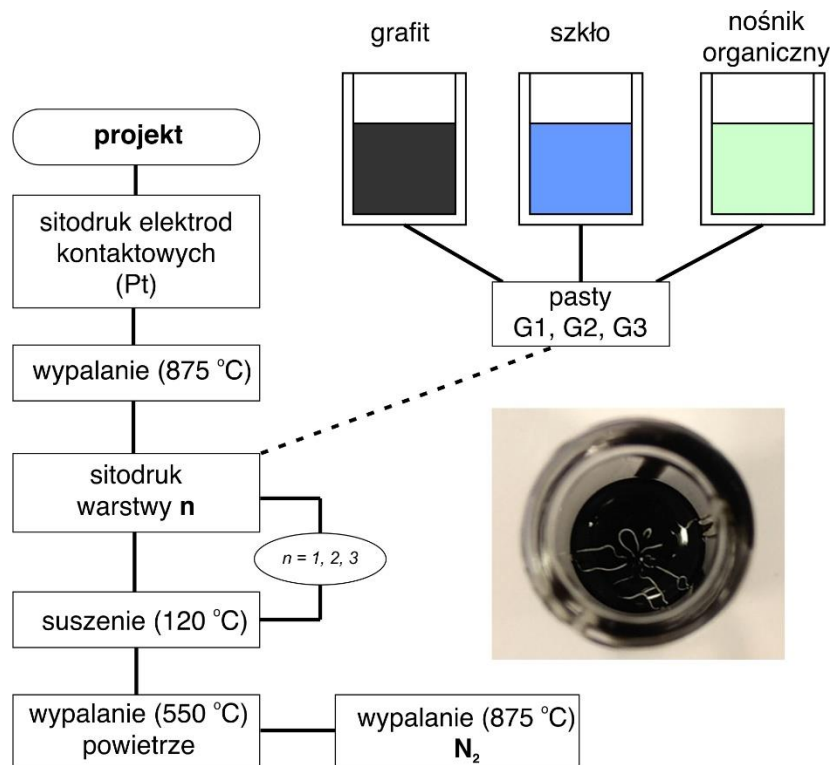 grafit
szkło
nośnik
organiczny
projekt
sitodruk elektrod
kontaktowych
(Pt)
pasty
G1, G2, G3
wypalanie (875 °C)
sitodruk
warstwy n
n = 1, 2, 3
suszenie (120 °C)
wypalanie (550 °C)
powietrze
wypalanie (875 °C)
N₂